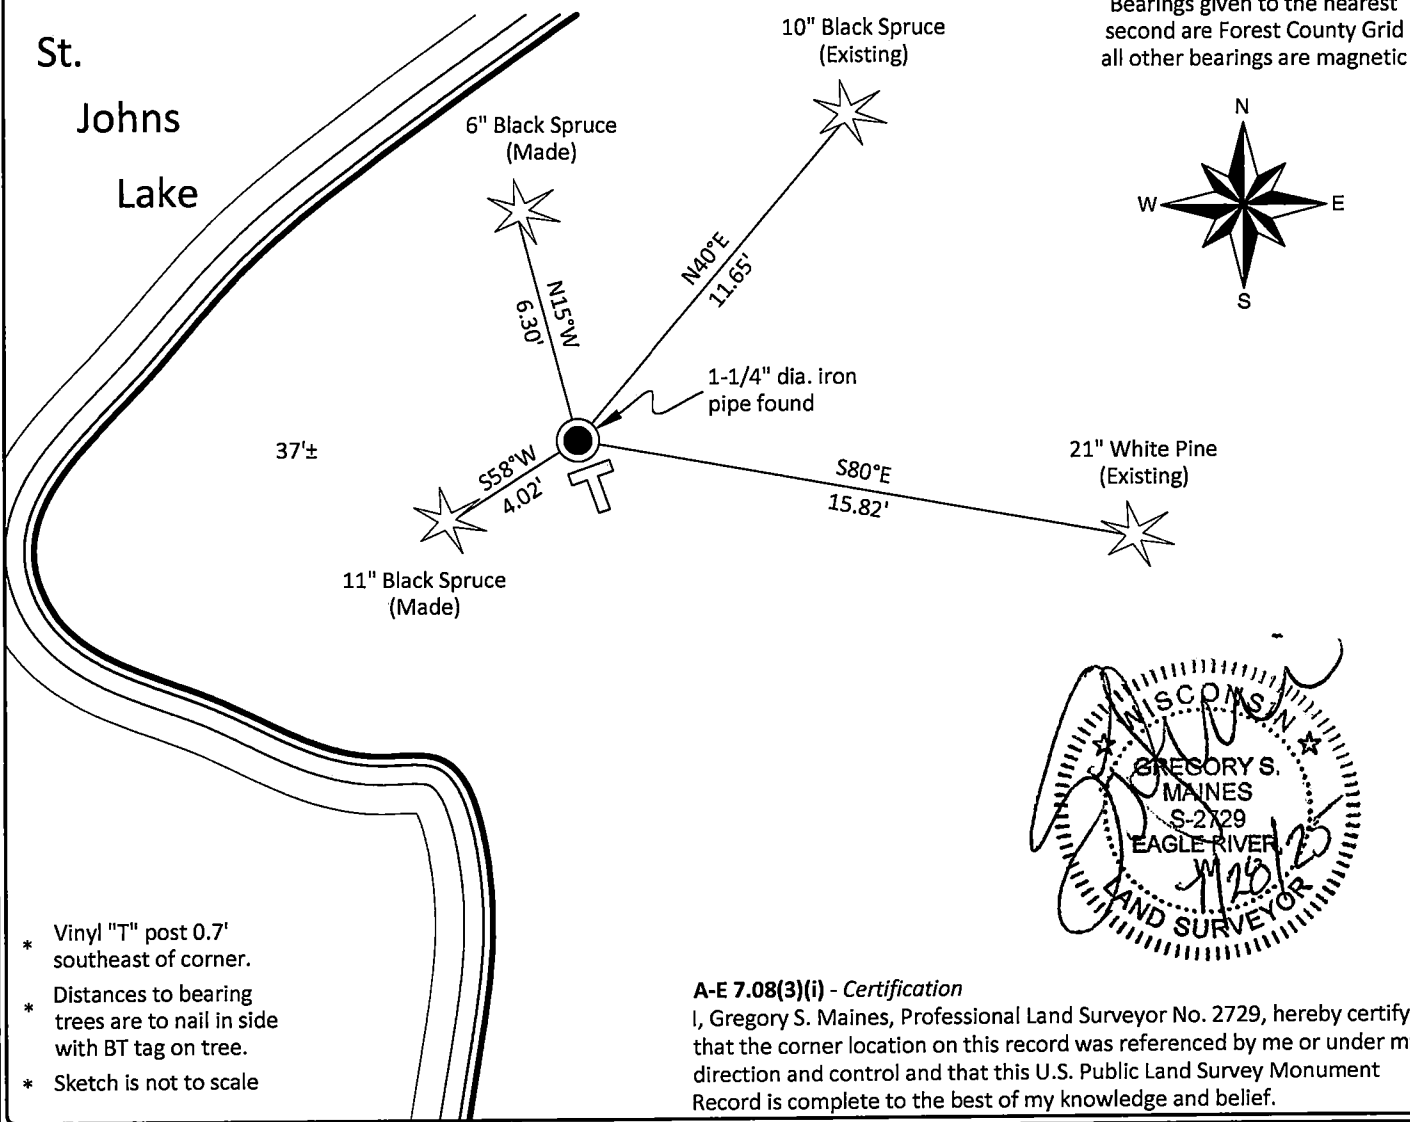 St.
Johns
Lake
10" Black Spruce
(Existing)
Bearings given to the nearest
second are Forest County Grid
all other bearings are magnetic
6" Black Spruce
(Made)
N
W
E
S
N40°E
11.65'
N15°W
6.30'
1-1/4" dia. iron
pipe found
37'±
S58°W
4.02'
T
S80°E
15.82'
21" White Pine
(Existing)
11" Black Spruce
(Made)
WISCONSIN
GREGORY S.
MAINES
S-2729
EAGLE RIVER,
WI
LAND SURVEYOR
* Vinyl "T" post 0.7'
southeast of corner.
* Distances to bearing
trees are to nail in side
with BT tag on tree.
* Sketch is not to scale
A-E 7.08(3)(i) - Certification
I, Gregory S. Maines, Professional Land Surveyor No. 2729, hereby certify
that the corner location on this record was referenced by me or under m
direction and control and that this U.S. Public Land Survey Monument
Record is complete to the best of my knowledge and belief.